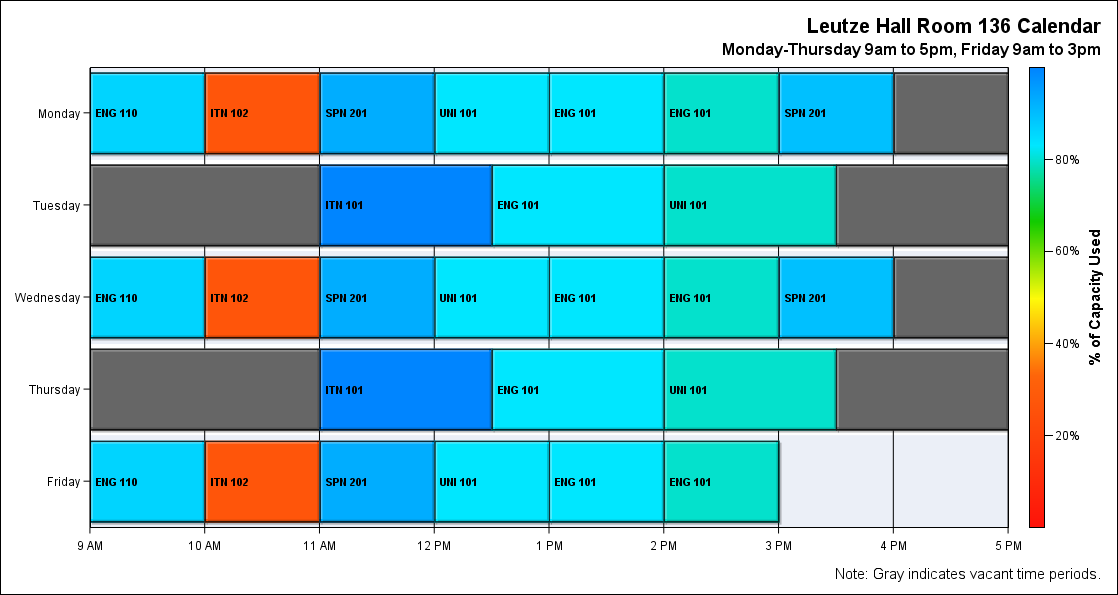 Leutze Hall Room 136 Calendar
Monday-Thursday 9am to 5pm, Friday 9am to 3pm
Monday
ENG 110
ITN 102
SPN 201
UNI 101
ENG 101
ENG 101
SPN 201
Tuesday
ITN 101
ENG 101
UNI 101
Wednesday
ENG 110
ITN 102
SPN 201
UNI 101
ENG 101
ENG 101
SPN 201
Thursday
ITN 101
ENG 101
UNI 101
Friday
ENG 110
ITN 102
SPN 201
UNI 101
ENG 101
ENG 101
9 AM
10 AM
11 AM
12 PM
1 PM
2 PM
3 PM
4 PM
5 PM
80%
60%
40%
20%
% of Capacity Used
Note: Gray indicates vacant time periods.